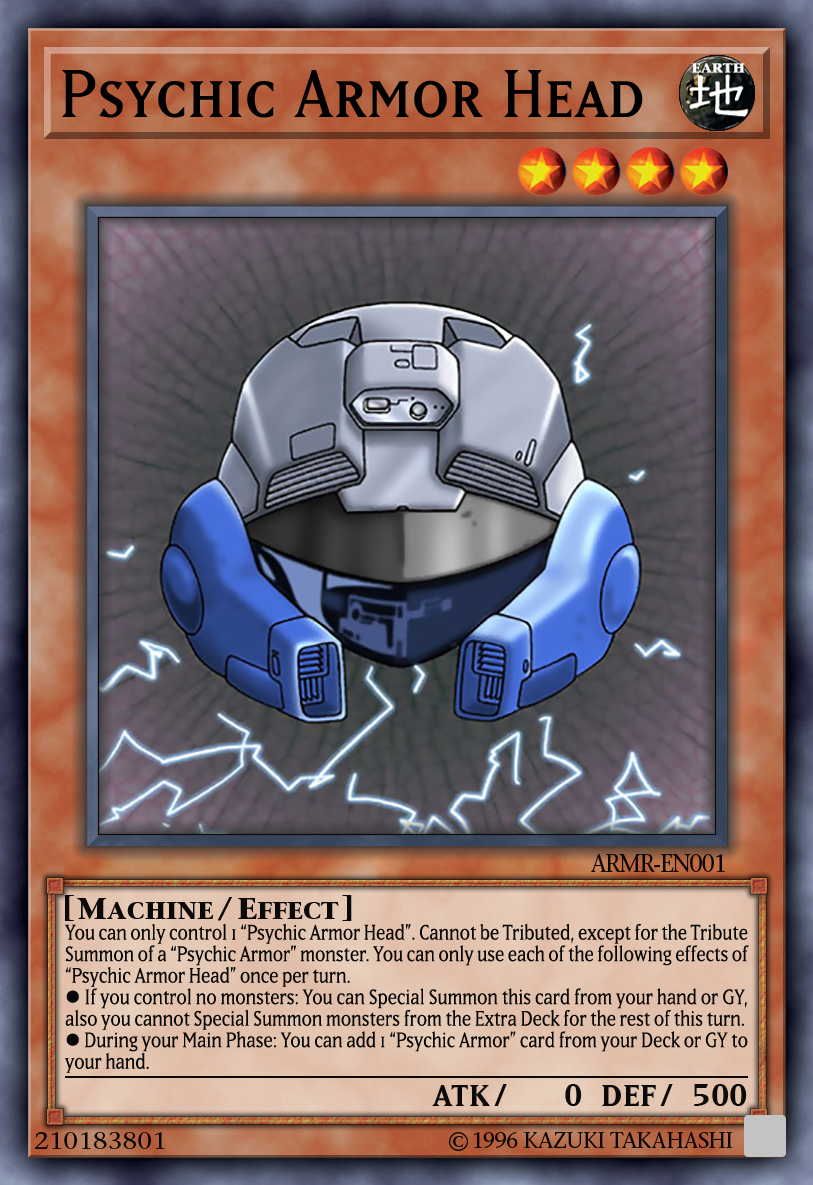 Psychic Armor Head
EARTH
地
ARMR-EN001
[Machine/Effect]
You can only control 1 “Psychic Armor Head”. Cannot be Tributed, except for the Tribute
Summon of a “Psychic Armor” monster. You can only use each of the following effects of
“Psychic Armor Head” once per turn.
● If you control no monsters: You can Special Summon this card from your hand or GY,
also you cannot Special Summon monsters from the Extra Deck for the rest of this turn.
● During your Main Phase: You can add 1 “Psychic Armor” card from your Deck or GY to
your hand.
ATK/ 0 DEF/ 500
210183801 ©1996 KAZUKI TAKAHASHI